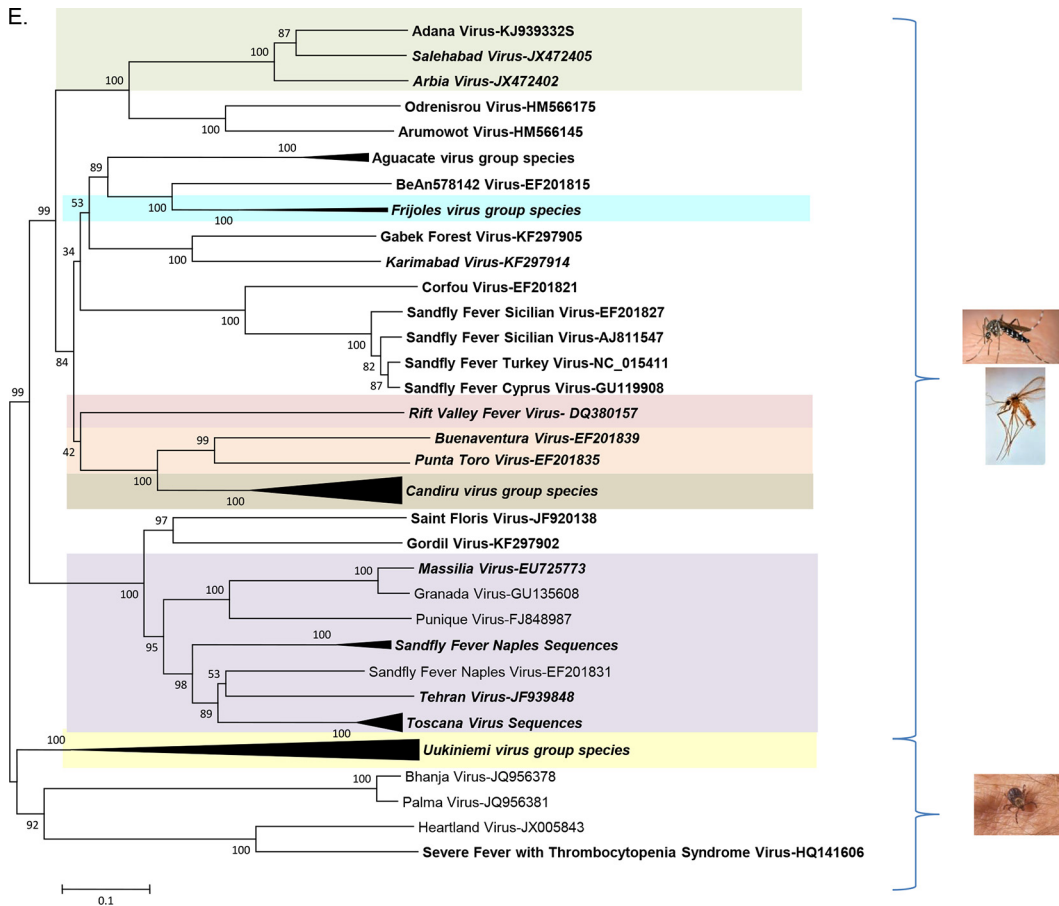 E.
87
Adana Virus-KJ939332S
Salehabad Virus-JX472405
100
100
Arbia Virus-JX472402
Odrenisrou Virus-HM566175
100
Arumowot Virus-HM566145
100
Aguacate virus group species
89
BeAn578142 Virus-EF201815
53
100
Frijoles virus group species
100
99
Gabek Forest Virus-KF297905
34
100
Karimabad Virus-KF297914
Corfou Virus-EF201821
Sandfly Fever Sicilian Virus-EF201827
100
100
Sandfly Fever Sicilian Virus-AJ811547
84
82
Sandfly Fever Turkey Virus-NC_015411
87
Sandfly Fever Cyprus Virus-GU119908
99
Rift Valley Fever Virus- DQ380157
99
Buenaventura Virus-EF201839
42
Punta Toro Virus-EF201835
100
Candiru virus group species
100
97
Saint Floris Virus-JF920138
Gordil Virus-KF297902
100
100
Massilia Virus-EU725773
100
Granada Virus-GU135608
Punique Virus-FJ848987
95
100
Sandfly Fever Naples Sequences
98
53
Sandfly Fever Naples Virus-EF201831
Tehran Virus-JF939848
89
Toscana Virus Sequences
100
100
Uukiniemi virus group species
100
Bhanja Virus-JQ956378
Palma Virus-JQ956381
92
Heartland Virus-JX005843
100
Severe Fever with Thrombocytopenia Syndrome Virus-HQ141606
0.1